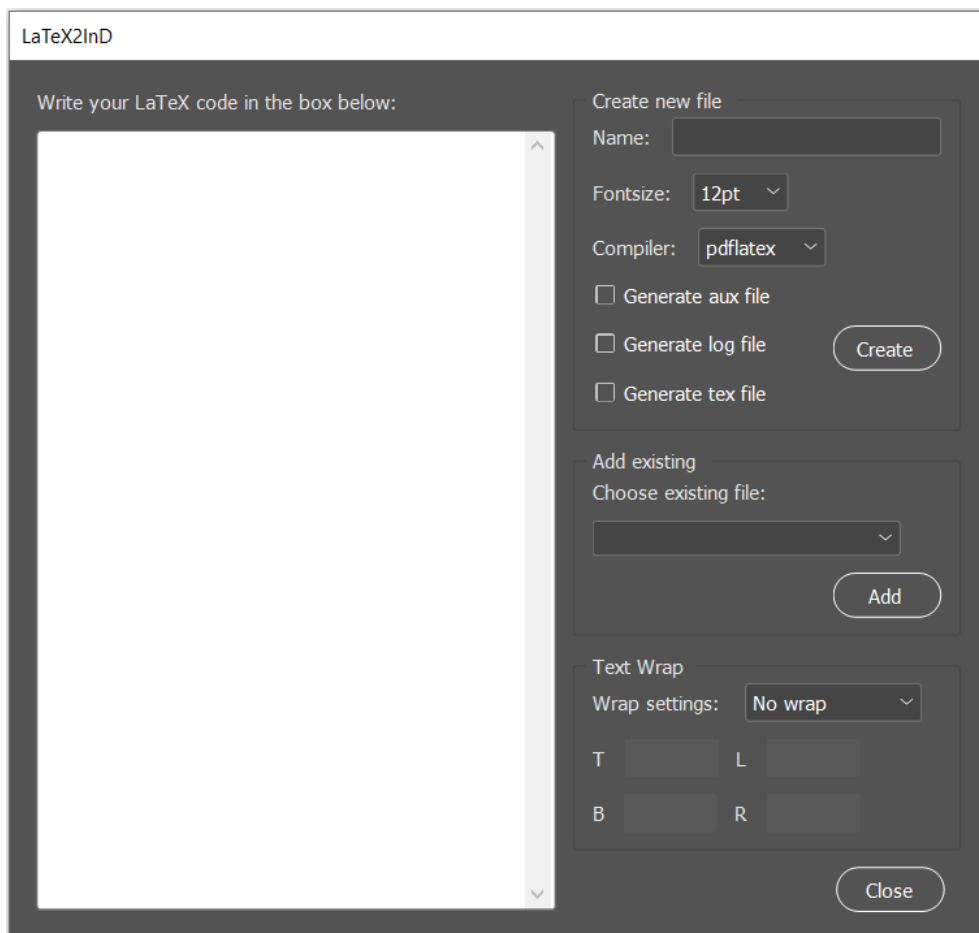 LaTeX2InD
Write your LaTeX code in the box below:
Create new file
Name:
Fontsize: 12pt
Compiler: pdflatex
Generate aux file
Generate log file
Create
Generate tex file
Add existing
Choose existing file:
Add
Text Wrap
Wrap settings: No wrap
T L
B R
Close